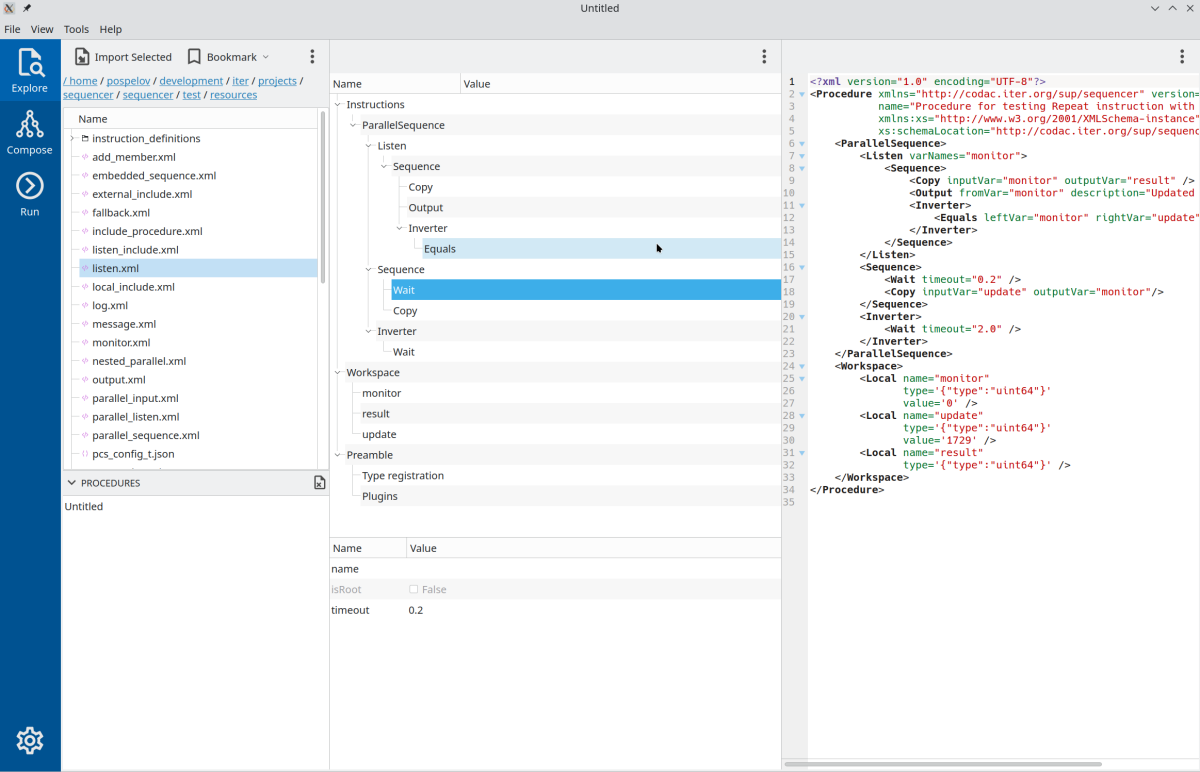 Untitled
File View Tools Help
Explore
Compose
Run
Import Selected Bookmark
/ home / pospelov / development / iter / projects /
sequencer / sequencer / test / resources
Name
instruction_definitions
add_member.xml
embedded_sequence.xml
external_include.xml
fallback.xml
include_procedure.xml
listen_include.xml
listen.xml
local_include.xml
log.xml
message.xml
monitor.xml
nested_parallel.xml
output.xml
parallel_input.xml
parallel_listen.xml
parallel_sequence.xml
pcs_config_t.json
PROCEDURES
Untitled
Name Value
Instructions
ParallelSequence
Listen
Sequence
Copy
Output
Inverter
Equals
Sequence
Wait
Copy
Inverter
Wait
Workspace
monitor
result
update
Preamble
Type registration
Plugins
Name Value
name
isRoot False
timeout 0.2
1 <?xml version="1.0" encoding="UTF-8"?>
2 <Procedure xmlns="http://codac.iter.org/sup/sequencer" version=
3 name="Procedure for testing Repeat instruction with
4 xmlns:xs="http://www.w3.org/2001/XMLSchema-instance"
5 xs:schemaLocation="http://codac.iter.org/sup/sequenc
6 <ParallelSequence>
7 <Listen varNames="monitor">
8 <Sequence>
9 <Copy inputVar="monitor" outputVar="result" />
10 <Output fromVar="monitor" description="Updated
11 <Inverter>
12 <Equals leftVar="monitor" rightVar="update"
13 </Inverter>
14 </Sequence>
15 </Listen>
16 <Sequence>
17 <Wait timeout="0.2" />
18 <Copy inputVar="update" outputVar="monitor"/>
19 </Sequence>
20 <Inverter>
21 <Wait timeout="2.0" />
22 </Inverter>
23 </ParallelSequence>
24 <Workspace>
25 <Local name="monitor"
26 type='{"type":"uint64"}'
27 value='0' />
28 <Local name="update"
29 type='{"type":"uint64"}'
30 value='1729' />
31 <Local name="result"
32 type='{"type":"uint64"}' />
33 </Workspace>
34 </Procedure>
35